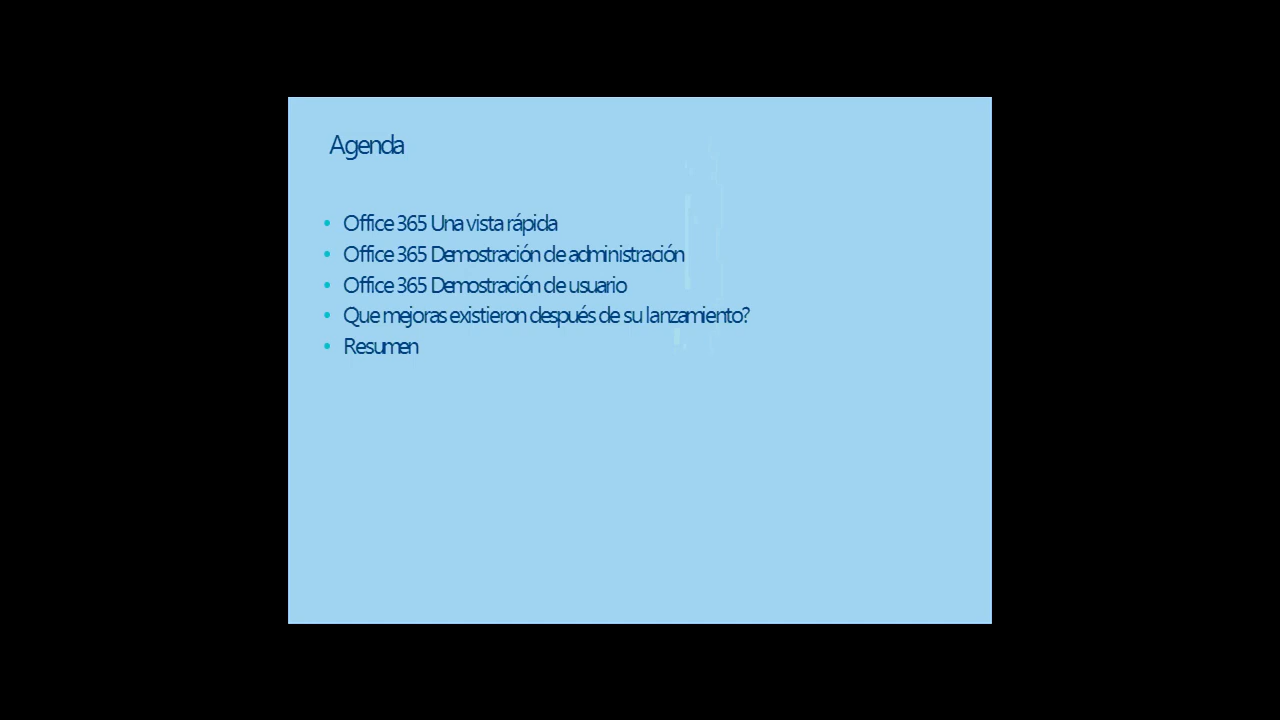 Agenda
• Office 365 Una vista rápida
• Office 365 Demostración de administración
• Office 365 Demostración de usuario
• Que mejoras existieron después de su lanzamiento?
• Resumen